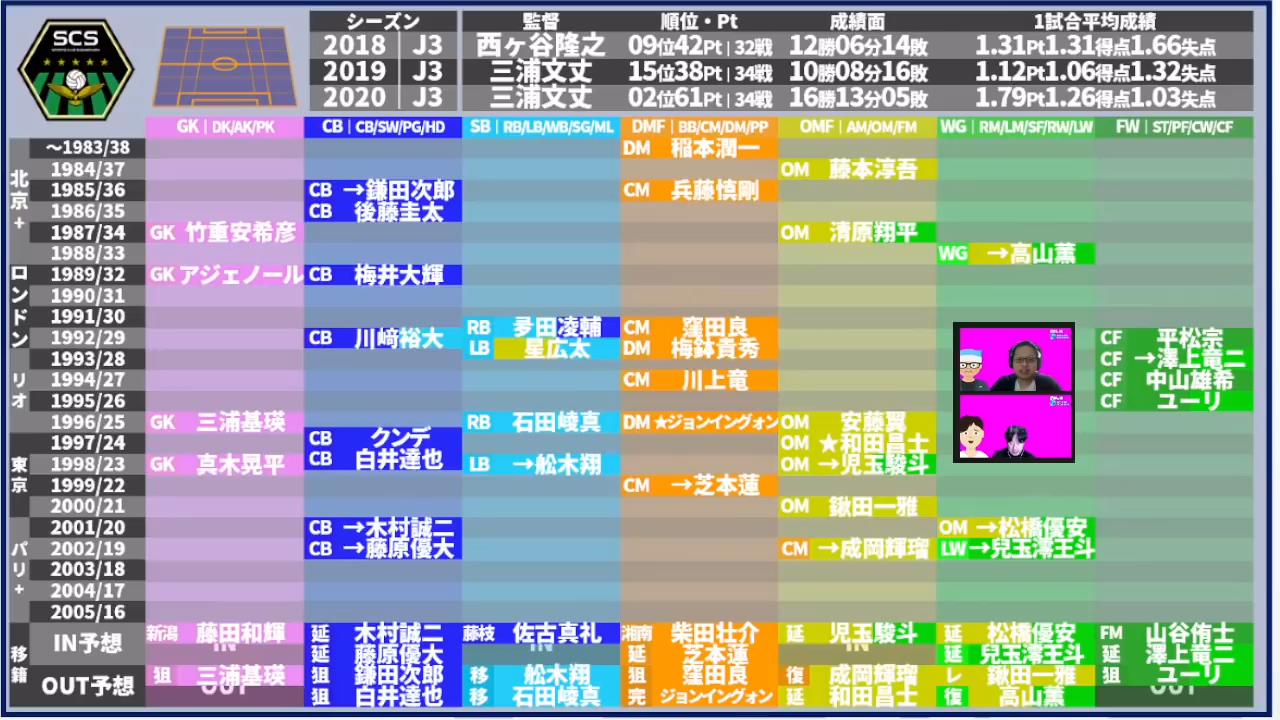 SCS
シーズン 監督 順位・Pt 成績面 1試合平均成績
2018 J3 西ヶ谷隆之 09位42Pt | 32戦 12勝06分14敗 1.31Pt1.31得点1.66失点
2019 J3 三浦文丈 15位38Pt | 34戦 10勝08分16敗 1.12Pt1.06得点1.32失点
2020 J3 三浦文丈 02位61Pt | 34戦 16勝13分05敗 1.79Pt1.26得点1.03失点
GK | DK/AK/PK CB | CB/SW/PG/HD SB | RB/LB/WB/SG/ML DMF | BB/CM/DM/PP OMF | AM/OM/FM WG | RM/LM/SF/RW/LW FW | ST/PF/CW/CF
北京+
～1983/38 DM 稲本潤一
1984/37 OM 藤本淳吾
1985/36 CB →鎌田次郎 CM 兵藤慎剛
1986/35 CB 後藤圭太
1987/34 GK 竹重安希彦 OM 清原翔平
1988/33 WG →高山薫
ロンドン
1989/32 GK アジェノール CB 梅井大輝
1990/31
1991/30 RB 夛田凌輔 CM 窪田良
1992/29 CB 川﨑裕大 LB 星広太 DM 梅鉢貴秀 CF 平松宗
リオ
1993/28 CF →澤上竜二
1994/27 CM 川上竜 CF 中山雄希
1995/26 CF ユーリ
1996/25 GK 三浦基瑛 RB 石田崚真 DM ★ジョンイングォン OM 安藤翼
東京
1997/24 CB クンデ OM ★和田昌士
1998/23 GK 真木晃平 CB 白井達也 LB →舩木翔 OM →児玉駿斗
1999/22 CM →芝本蓮
2000/21 OM 鍬田一雅
パリ+
2001/20 CB →木村誠二 OM →松橋優安
2002/19 CB →藤原優大 CM →成岡輝瑠 LW →兒玉澪王斗
2003/18
2004/17
2005/16
移籍
IN予想 新潟 藤田和輝 延 木村誠二 藤枝 佐古真礼 湘南 柴田壮介 延 児玉駿斗 延 松橋優安 FM 山谷侑士
延 藤原優大 延 芝本蓮 延 兒玉澪王斗 延 澤上竜二
OUT予想 狙 三浦基瑛 狙 鎌田次郎 移 舩木翔 狙 窪田良 復 成岡輝瑠 レ 鍬田一雅 狙 ユーリ
狙 白井達也 移 石田崚真 完 ジョンイングォン 延 和田昌士 復 高山薫